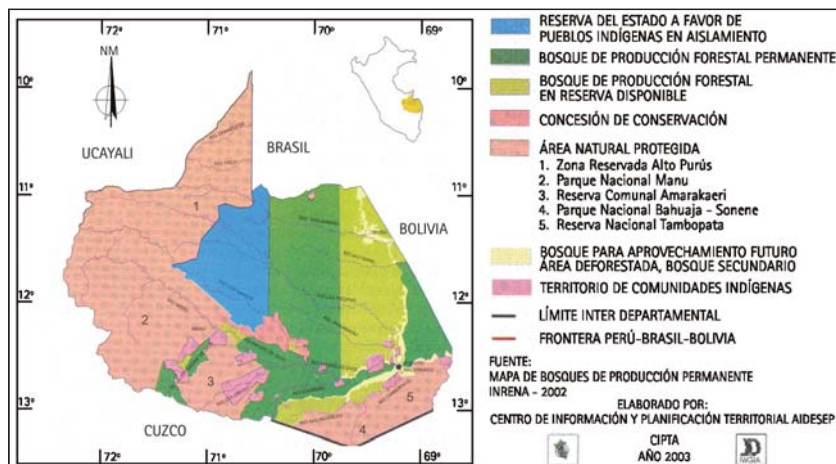 72°
71°
70°
69°
NM
10°
10°
UCAYALI
BRASIL
11°
11°
1
BOLIVIA
12°
12°
2
3
5
13°
13°
4
CUZCO
72°
71°
70°
69°
RESERVA DEL ESTADO A FAVOR DE
PUEBLOS INDÍGENAS EN AISLAMIENTO
BOSQUE DE PRODUCCIÓN FORESTAL PERMANENTE
BOSQUE DE PRODUCCIÓN FORESTAL
EN RESERVA DISPONIBLE
CONCESIÓN DE CONSERVACIÓN
ÁREA NATURAL PROTEGIDA
1. Zona Reservada Alto Purús
2. Parque Nacional Manu
3. Reserva Comunal Amarakaeri
4. Parque Nacional Bahuaja - Sonene
5. Reserva Nacional Tambopata
BOSQUE PARA APROVECHAMIENTO FUTURO
ÁREA DEFORESTADA, BOSQUE SECUNDARIO
TERRITORIO DE COMUNIDADES INDÍGENAS
LÍMITE INTER DEPARTAMENTAL
FRONTERA PERÚ-BRASIL-BOLIVIA
FUENTE:
MAPA DE BOSQUES DE PRODUCCIÓN PERMANENTE
INRENA - 2002
ELABORADO POR:
CENTRO DE INFORMACIÓN Y PLANIFICACIÓN TERRITORIAL AIDESEP
CIPTA
AÑO 2003